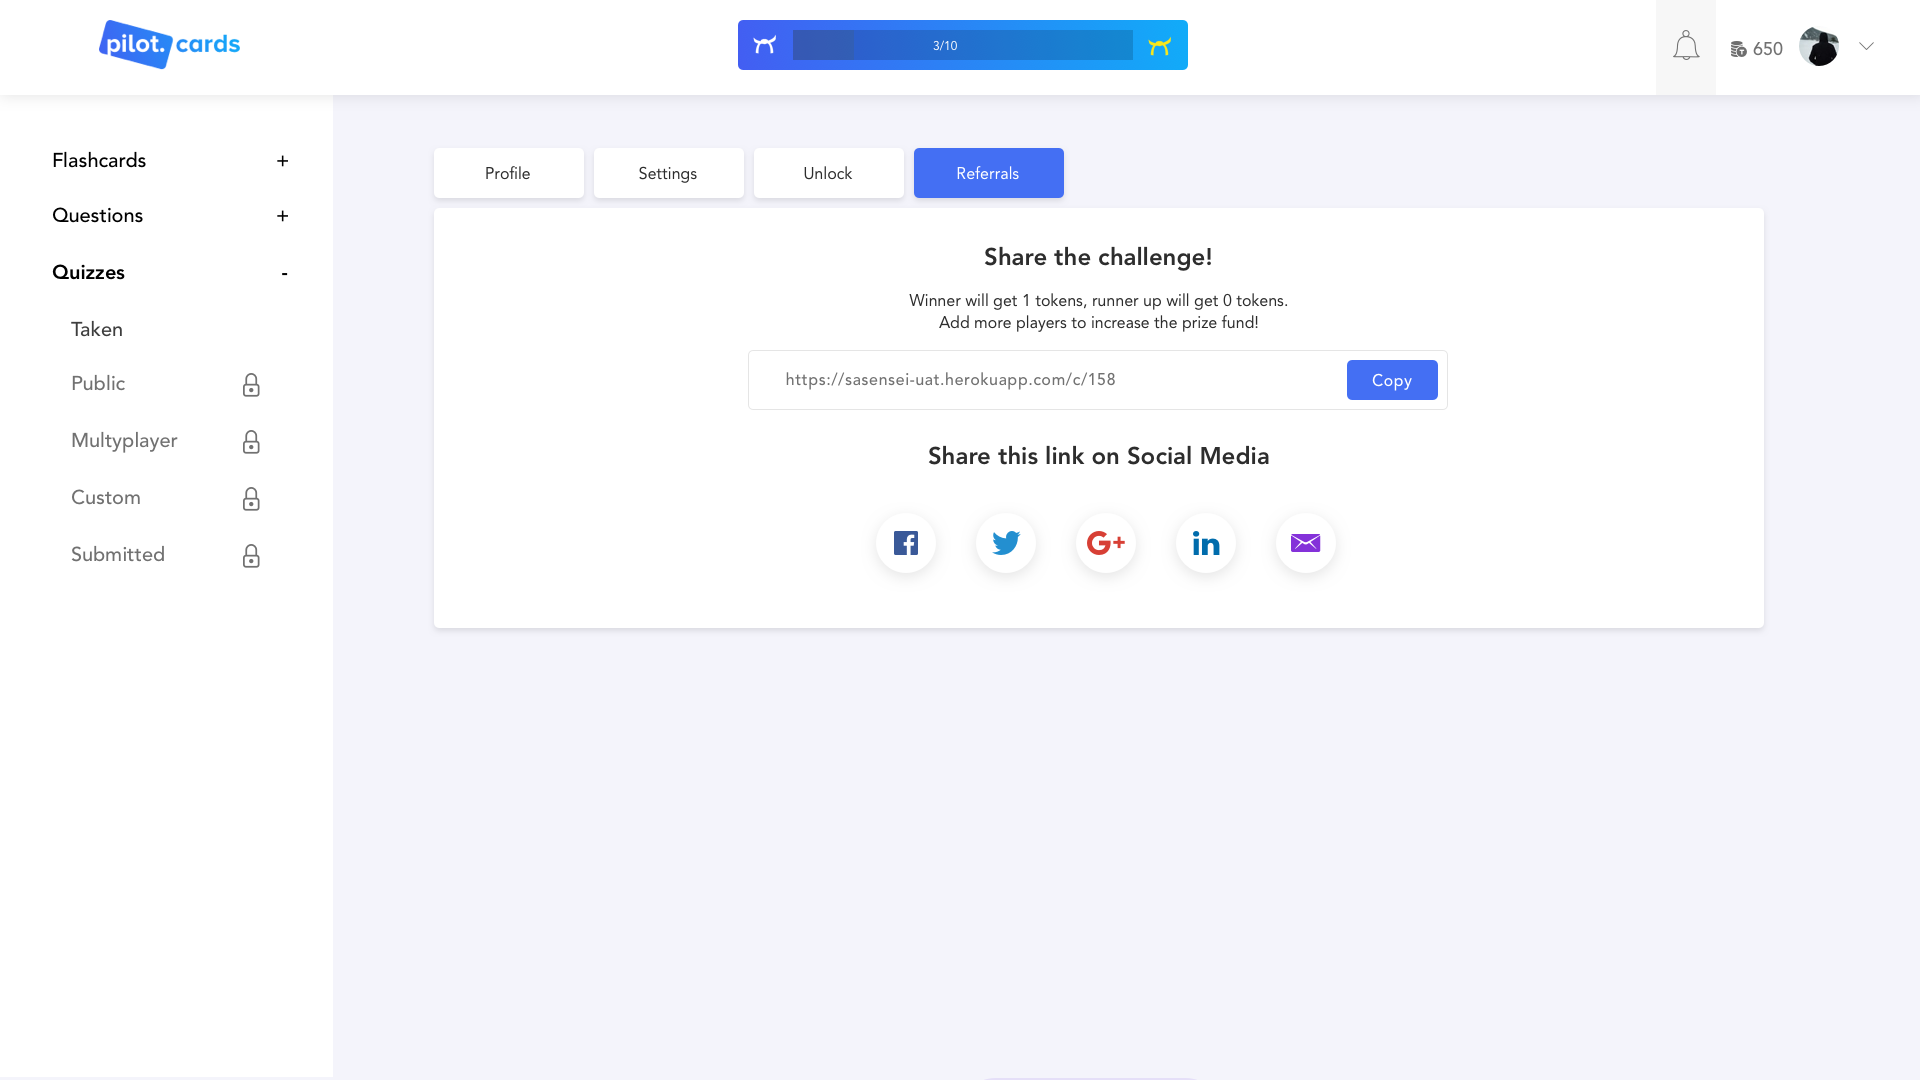 pilot. cards
3/10
650
Flashcards +
Questions +
Quizzes -
Taken
Public
Multyplayer
Custom
Submitted
Profile
Settings
Unlock
Referrals
Share the challenge!
Winner will get 1 tokens, runner up will get 0 tokens.
Add more players to increase the prize fund!
https://sasensei-uat.herokuapp.com/c/158
Copy
Share this link on Social Media
f
G+
in